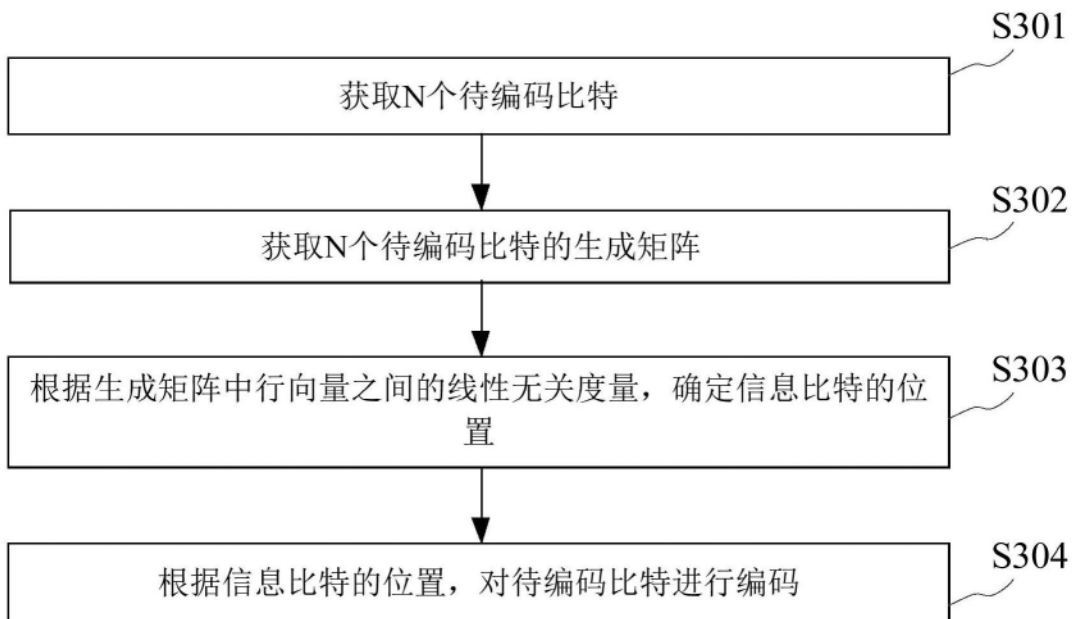 S301
获取N个待编码比特
S302
获取N个待编码比特的生成矩阵
S303
根据生成矩阵中行向量之间的线性无关度量，确定信息比特的位
置
S304
根据信息比特的位置，对待编码比特进行编码